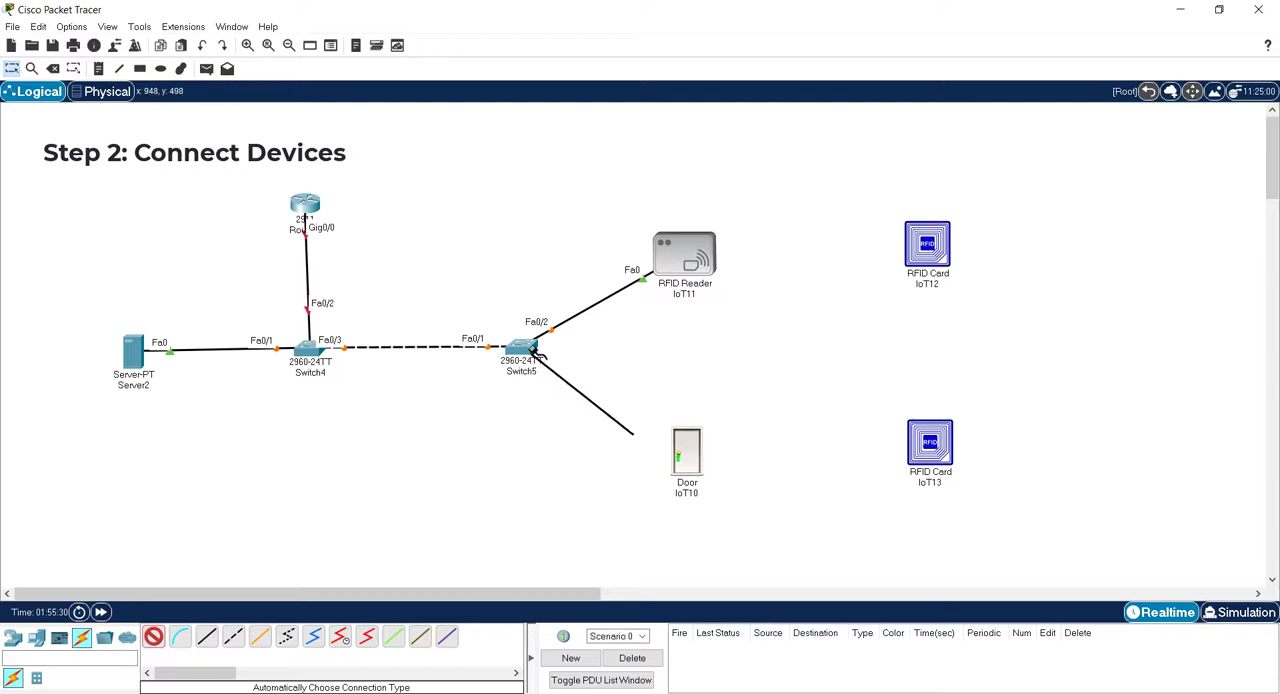 Cisco Packet Tracer
File Edit Options View Tools Extensions Window Help
Logical Physical x: 948, y: 498 [Root] 11:25:00
Step 2: Connect Devices
Gig0/0
Fa0/2
Fa0 Fa0/1 Fa0/3
Server-PT
Server2
2960-24TT
Switch4
Fa0/1 Fa0/2
Switch5
Fa0
RFID Reader
IoT11
Door
IoT10
RFID
RFID Card
IoT12
RFID
RFID Card
IoT13
Time: 01:55:30 Realtime Simulation
Scenario 0
New Delete
Toggle PDU List Window
Fire Last Status Source Destination Type Color Time(sec) Periodic Num Edit Delete
Automatically Choose Connection Type